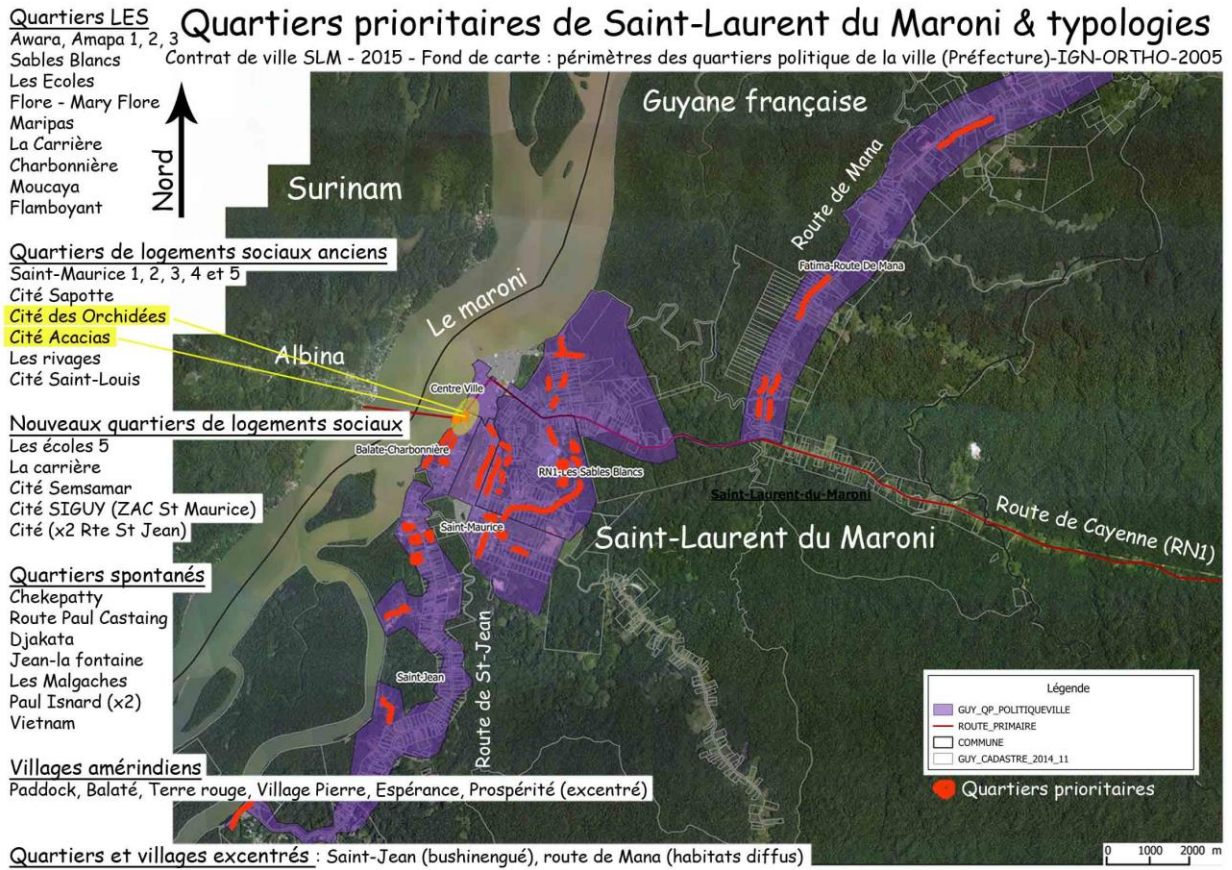 Quartiers prioritaires de Saint-Laurent du Maroni & typologies
Contrat de ville SLM - 2015 - Fond de carte : périmètres des quartiers politique de la ville (Préfecture)-IGN-ORTHO-2005
Quartiers LES
Awara, Amapa 1, 2, 3
Sables Blancs
Les Ecoles
Flore - Mary Flore
Maripas
La Carrière
Charbonnière
Moucaya
Flamboyant
Nord
Quartiers de logements sociaux anciens
Saint-Maurice 1, 2, 3, 4 et 5
Cité Sapotte
Cité des Orchidées
Cité Acacias
Les rivages
Cité Saint-Louis
Nouveaux quartiers de logements sociaux
Les écoles 5
La carrière
Cité Semsamar
Cité SIGUY (ZAC St Maurice)
Cité (x2 Rte St Jean)
Quartiers spontanés
Chekepatty
Route Paul Castaing
Djakata
Jean-la fontaine
Les Malgaches
Paul Isnard (x2)
Vietnam
Villages amérindiens
Paddock, Balaté, Terre rouge, Village Pierre, Espérance, Prospérité (excentré)
Quartiers et villages excentrés : Saint-Jean (bushinengué), route de Mana (habitats diffus)
Guyane française
Surinam
Route de Mana
Fatima-Route De Mana
Le maroni
Albina
Centre Ville
Balate-Charbonnière
RN1-Les Sables Blancs
Saint-Laurent-du-Maroni
Saint-Maurice
Saint-Laurent du Maroni
Route de Cayenne (RN1)
Saint-Jean
Route de St-Jean
Légende
GUY_QP_POLITIQUEVILLE
ROUTE_PRIMAIRE
COMMUNE
GUY_CADASTRE_2014_11
Quartiers prioritaires
0 1000 2000 m